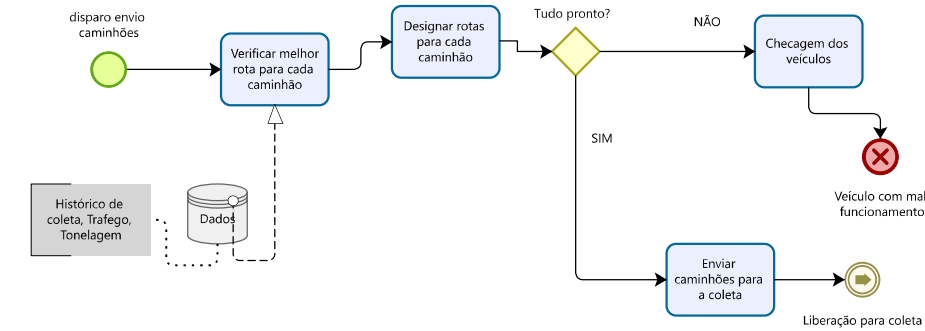 disparo envio
caminhões
Verificar melhor
rota para cada
caminhão
Designar rotas
para cada
caminhão
Tudo pronto?
NÃO
Checagem dos
veículos
SIM
Veículo com mal
funcionamento
Histórico de
coleta, Trafego,
Tonelagem
Dados
Enviar
caminhões para
a coleta
Liberação para coleta